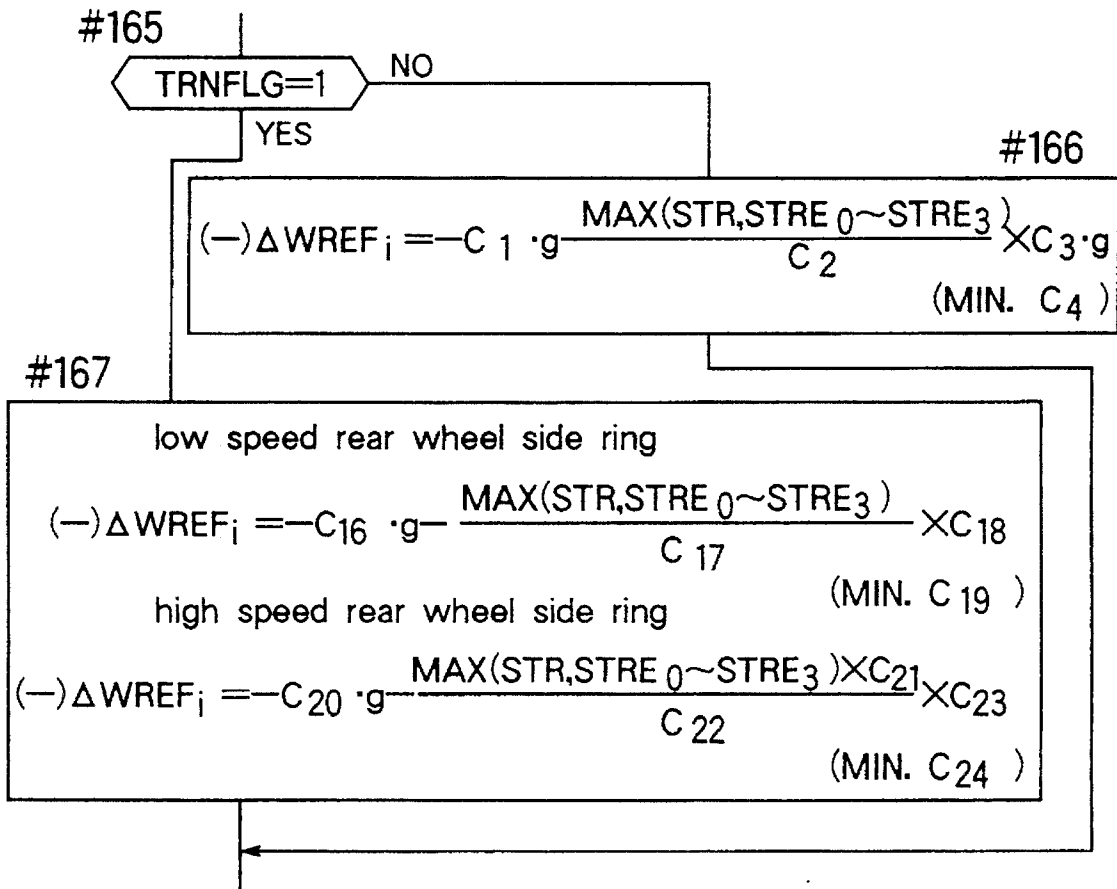 #165
TRNFLG=1
NO
YES
#166
(−)ΔWREFi =−C1 ·g MAX(STR,STRE0~STRE3)/C2 ×C3·g
(MIN. C4 )
#167
low speed rear wheel side ring
(−)ΔWREFi =−C16 ·g− MAX(STR,STRE0~STRE3)/C17 ×C18
(MIN. C19 )
high speed rear wheel side ring
(−)ΔWREFi =−C20 ·g− MAX(STR,STRE0~STRE3)×C21/C22 ×C23
(MIN. C24 )